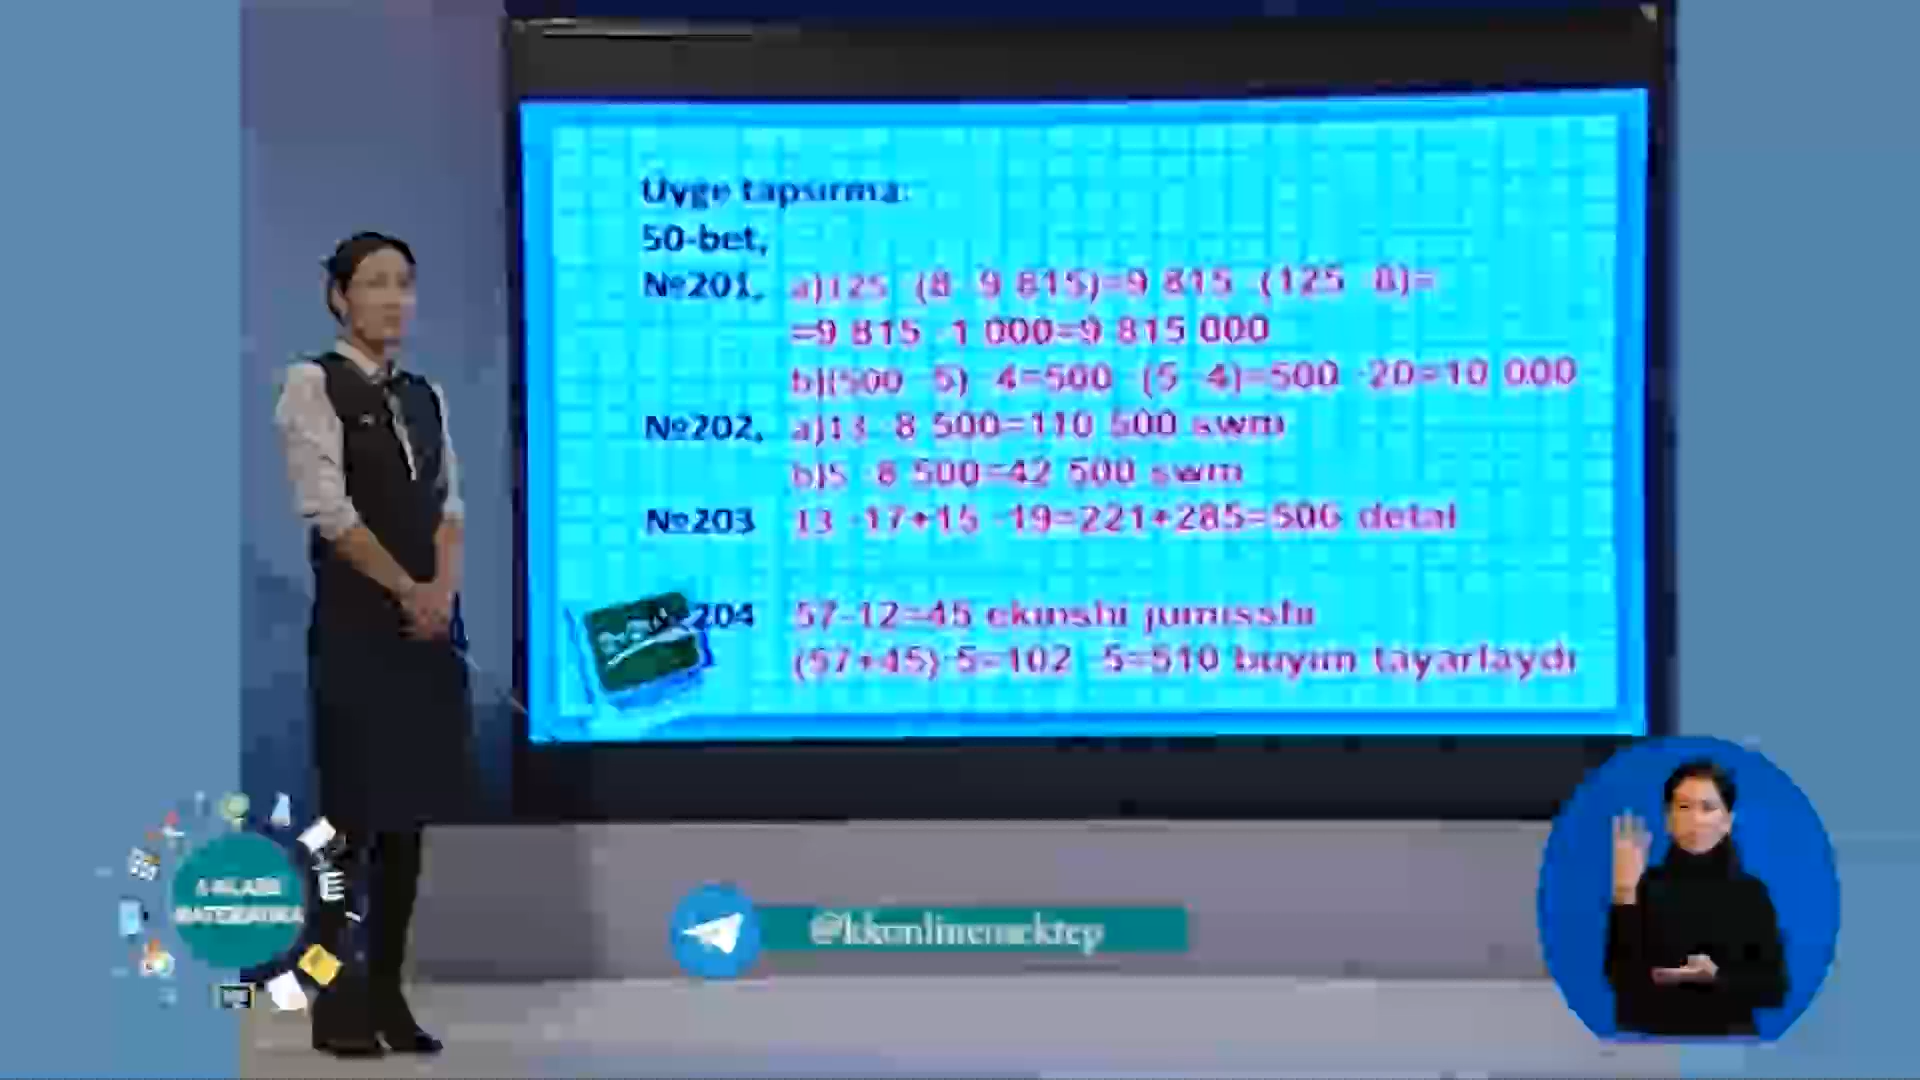 Úyge tapsırma:
50-bet,
№201, a)125 ·(8 ·9 815)=9 815 ·(125 ·8)=
=9 815 ·1 000=9 815 000
b)(500 ·5) ·4=500 ·(5 ·4)=500 ·20=10 000
№202, a)13 ·8 500=110 500 swm
b)5 ·8 500=42 500 swm
№203 13 ·17+15 ·19=221+285=506 detal
№204 57-12=45 ekinshi jumısshı
(57+45)·5=102 ·5=510 buyım tayarlaydı
MATEMATIKA
@kkonlinemektep